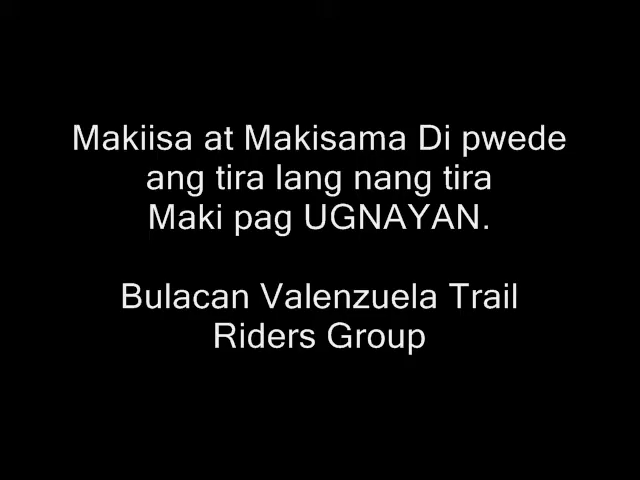 Makiisa at Makisama Di pwede
ang tira lang nang tira
Maki pag UGNAYAN.
Bulacan Valenzuela Trail
Riders Group